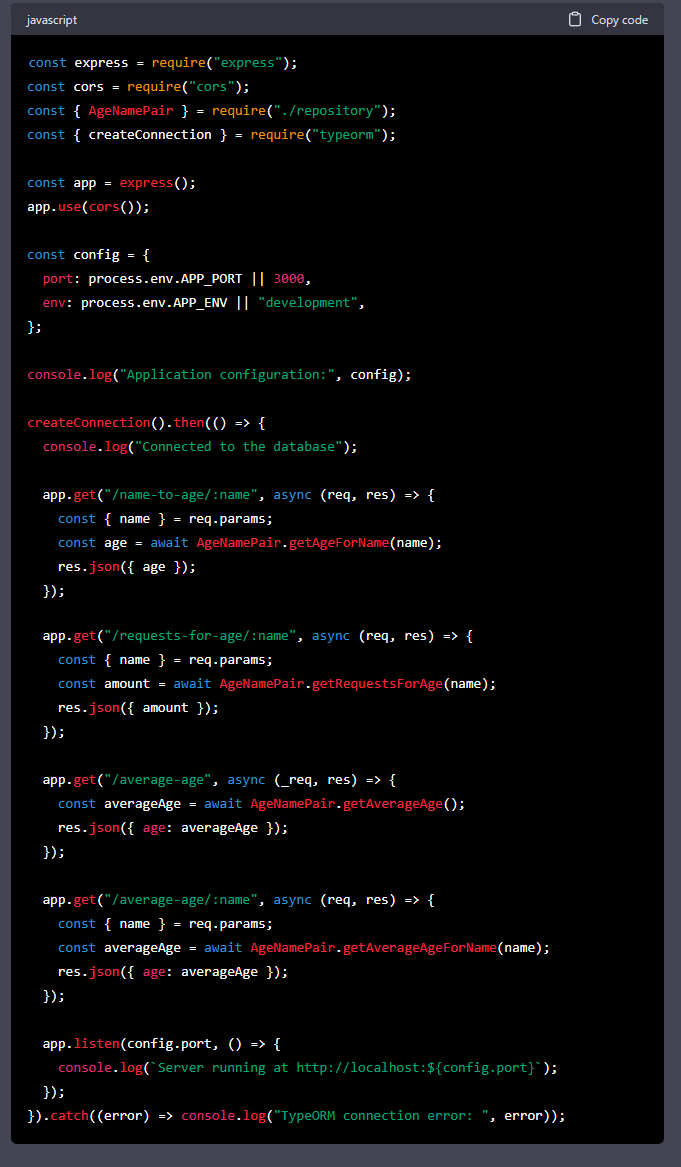 javascript
Copy code
const express = require("express");
const cors = require("cors");
const { AgeNamePair } = require("./repository");
const { createConnection } = require("typeorm");
const app = express();
app.use(cors());
const config = {
  port: process.env.APP_PORT || 3000,
  env: process.env.APP_ENV || "development",
};
console.log("Application configuration:", config);
createConnection().then(() => {
  console.log("Connected to the database");
  app.get("/name-to-age/:name", async (req, res) => {
    const { name } = req.params;
    const age = await AgeNamePair.getAgeForName(name);
    res.json({ age });
  });
  app.get("/requests-for-age/:name", async (req, res) => {
    const { name } = req.params;
    const amount = await AgeNamePair.getRequestsForAge(name);
    res.json({ amount });
  });
  app.get("/average-age", async (_req, res) => {
    const averageAge = await AgeNamePair.getAverageAge();
    res.json({ age: averageAge });
  });
  app.get("/average-age/:name", async (req, res) => {
    const { name } = req.params;
    const averageAge = await AgeNamePair.getAverageAgeForName(name);
    res.json({ age: averageAge });
  });
  app.listen(config.port, () => {
    console.log(`Server running at http://localhost:${config.port}`);
  });
}).catch((error) => console.log("TypeORM connection error: ", error));